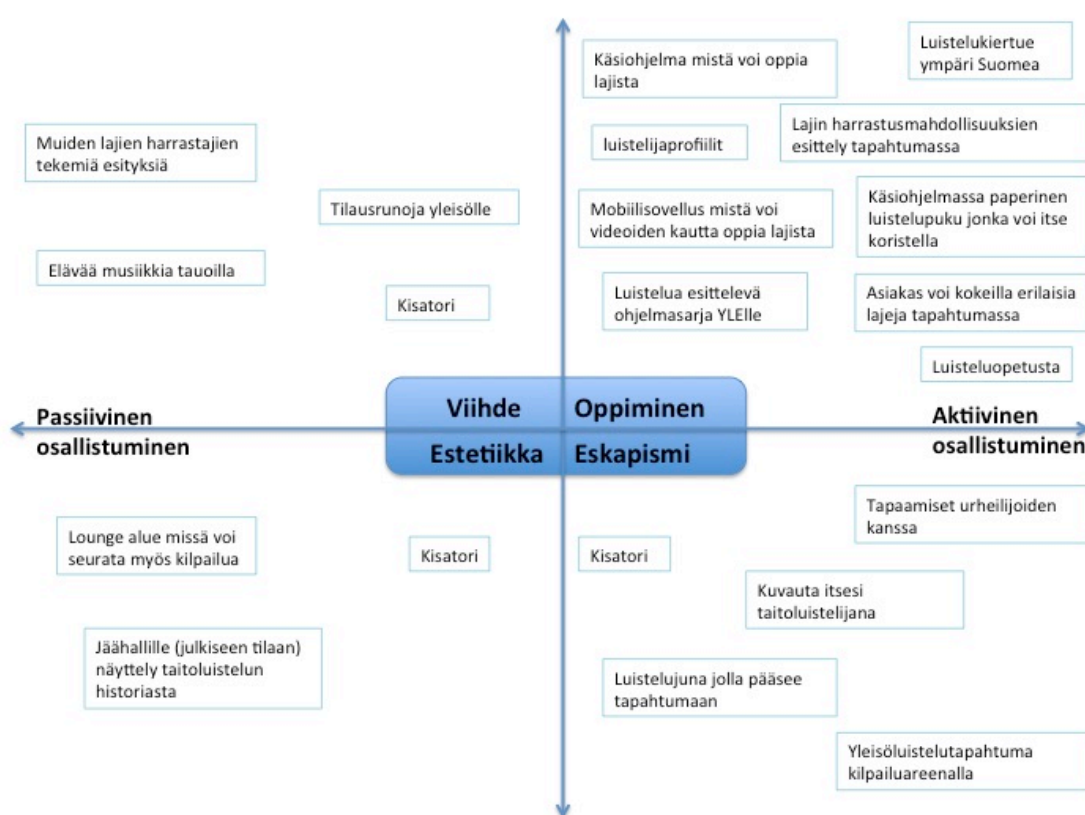 Käsiohjelma mistä voi oppia
lajista
Luistelukiertue
ympäri Suomea
Muiden lajien harrastajien
tekemiä esityksiä
luistelijaprofiilit
Lajin harrastusmahdollisuuksien
esittely tapahtumassa
Tilausrunoja yleisölle
Mobiilisovellus mistä voi
videoiden kautta oppia lajista
Käsiohjelmassa paperinen
luistelupuku jonka voi itse
koristella
Elävää musiikkia tauoilla
Kisatori
Luistelua esittelevä
ohjelmasarja YLElle
Asiakas voi kokeilla erilaisia
lajeja tapahtumassa
Luisteluopetusta
Passiivinen
osallistuminen
Viihde
Oppiminen
Estetiikka
Eskapismi
Aktiivinen
osallistuminen
Lounge alue missä voi
seurata myös kilpailua
Kisatori
Kisatori
Tapaamiset urheilijoiden
kanssa
Kuvauta itsesi
taitoluistelijana
Jäähallille (julkiseen tilaan)
näyttely taitoluistelun
historiasta
Luistelujuna jolla pääsee
tapahtumaan
Yleisöluistelutapahtuma
kilpailuareenalla